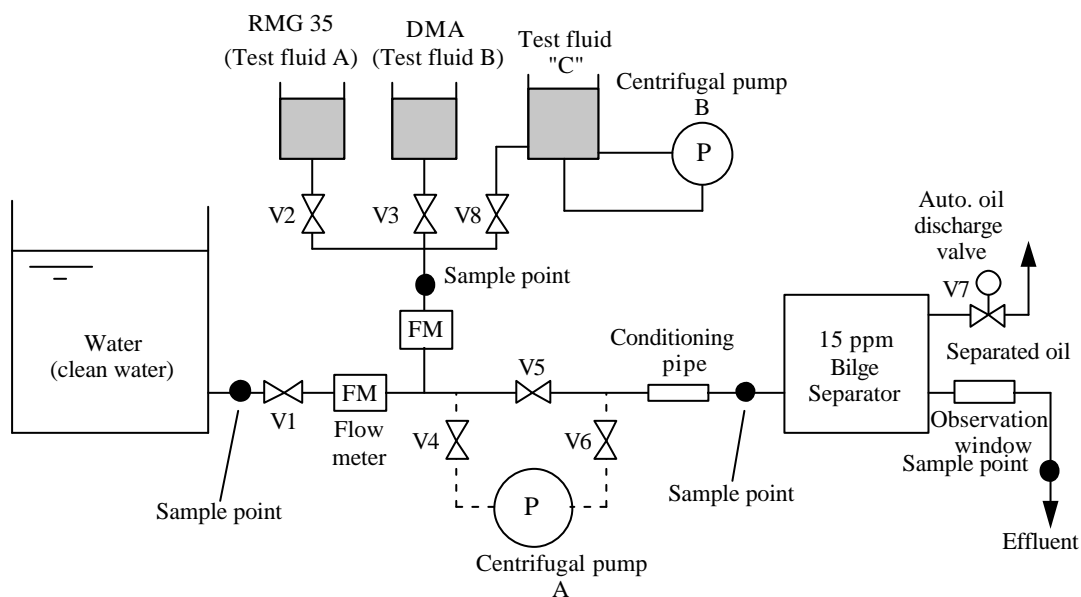 RMG 35
(Test fluid A)
DMA
(Test fluid B)
Test fluid
"C"
Centrifugal pump
B
P
V2
V3
V8
Auto. oil
discharge
valve
V7
Sample point
FM
Water
(clean water)
Conditioning
pipe
15 ppm
Bilge
Separator
Separated oil
V5
FM
V1
Flow
meter
V4
V6
Observation
window
Sample point
P
Sample point
Sample point
Effluent
Centrifugal pump
A